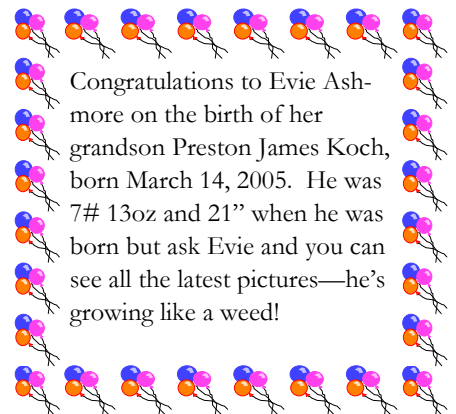 Congratulations to Evie Ash-
more on the birth of her
grandson Preston James Koch,
born March 14, 2005.  He was
7# 13oz and 21” when he was
born but ask Evie and you can
see all the latest pictures—he’s
growing like a weed!